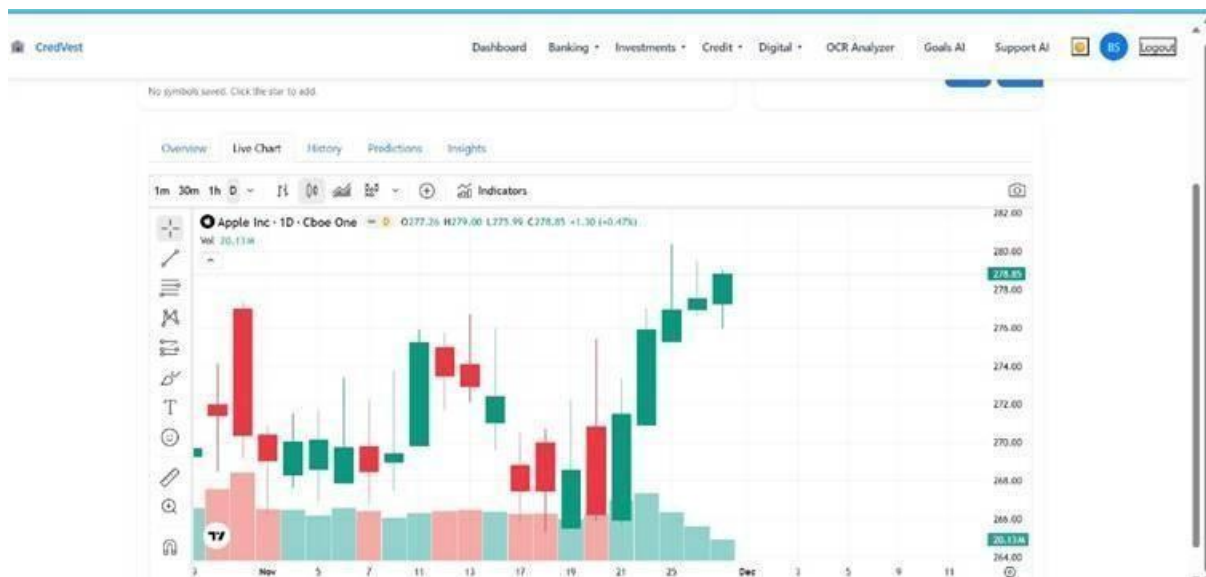 CredVest Dashboard Banking Investments Credit Digital OCR Analyzer Goals AI Support AI BS Logout
No symbols saved. Click the star to add.
Overview Live Chart History Predictions Insights
1m 30m 1h D Indicators
Apple Inc · 1D · Cboe One D O277.26 H279.00 L275.99 C278.85 +1.30 (+0.47%)
Vol 20.13M
282.00
280.00
278.85
278.00
276.00
274.00
272.00
270.00
268.00
266.00
20.13M
264.00
T
Nov 5 7 11 13 17 19 21 25 Dec 3 5 9 11